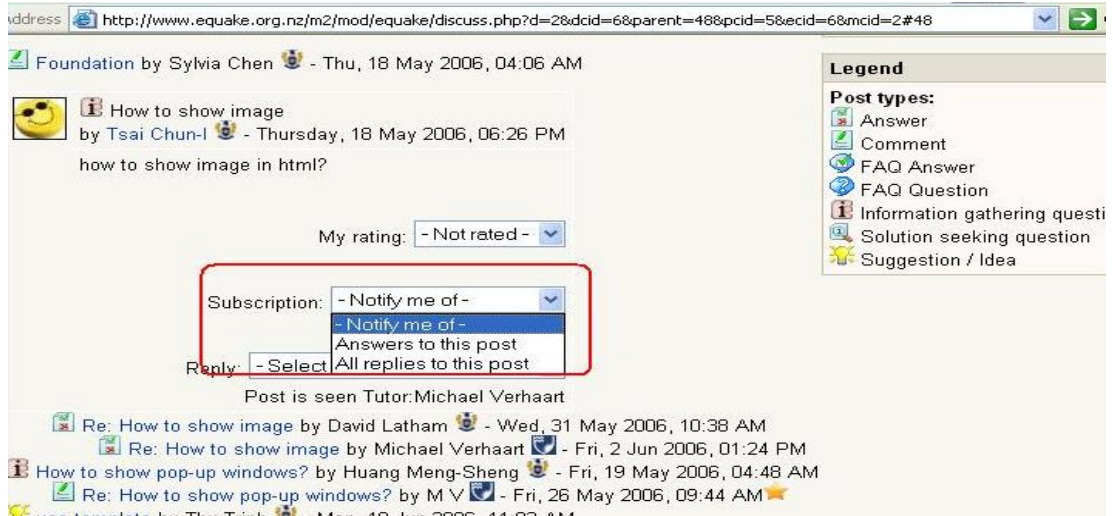 ddress http://www.equake.org.nz/m2/mod/equake/discuss.php?d=28&dcid=6&parent=48&pcid=5&ecid=6&mcid=2#48
Foundation by Sylvia Chen - Thu, 18 May 2006, 04:06 AM
How to show image
by Tsai Chun-I - Thursday, 18 May 2006, 06:26 PM
how to show image in html?
My rating: - Not rated -
Subscription: - Notify me of -
- Notify me of -
Answers to this post
All replies to this post
Reply: - Select
Post is seen Tutor:Michael Verhaart
Re: How to show image by David Latham - Wed, 31 May 2006, 10:38 AM
Re: How to show image by Michael Verhaart - Fri, 2 Jun 2006, 01:24 PM
How to show pop-up windows? by Huang Meng-Sheng - Fri, 19 May 2006, 04:48 AM
Re: How to show pop-up windows? by M V - Fri, 26 May 2006, 09:44 AM
Legend
Post types:
Answer
Comment
FAQ Answer
FAQ Question
Information gathering questi
Solution seeking question
Suggestion / Idea